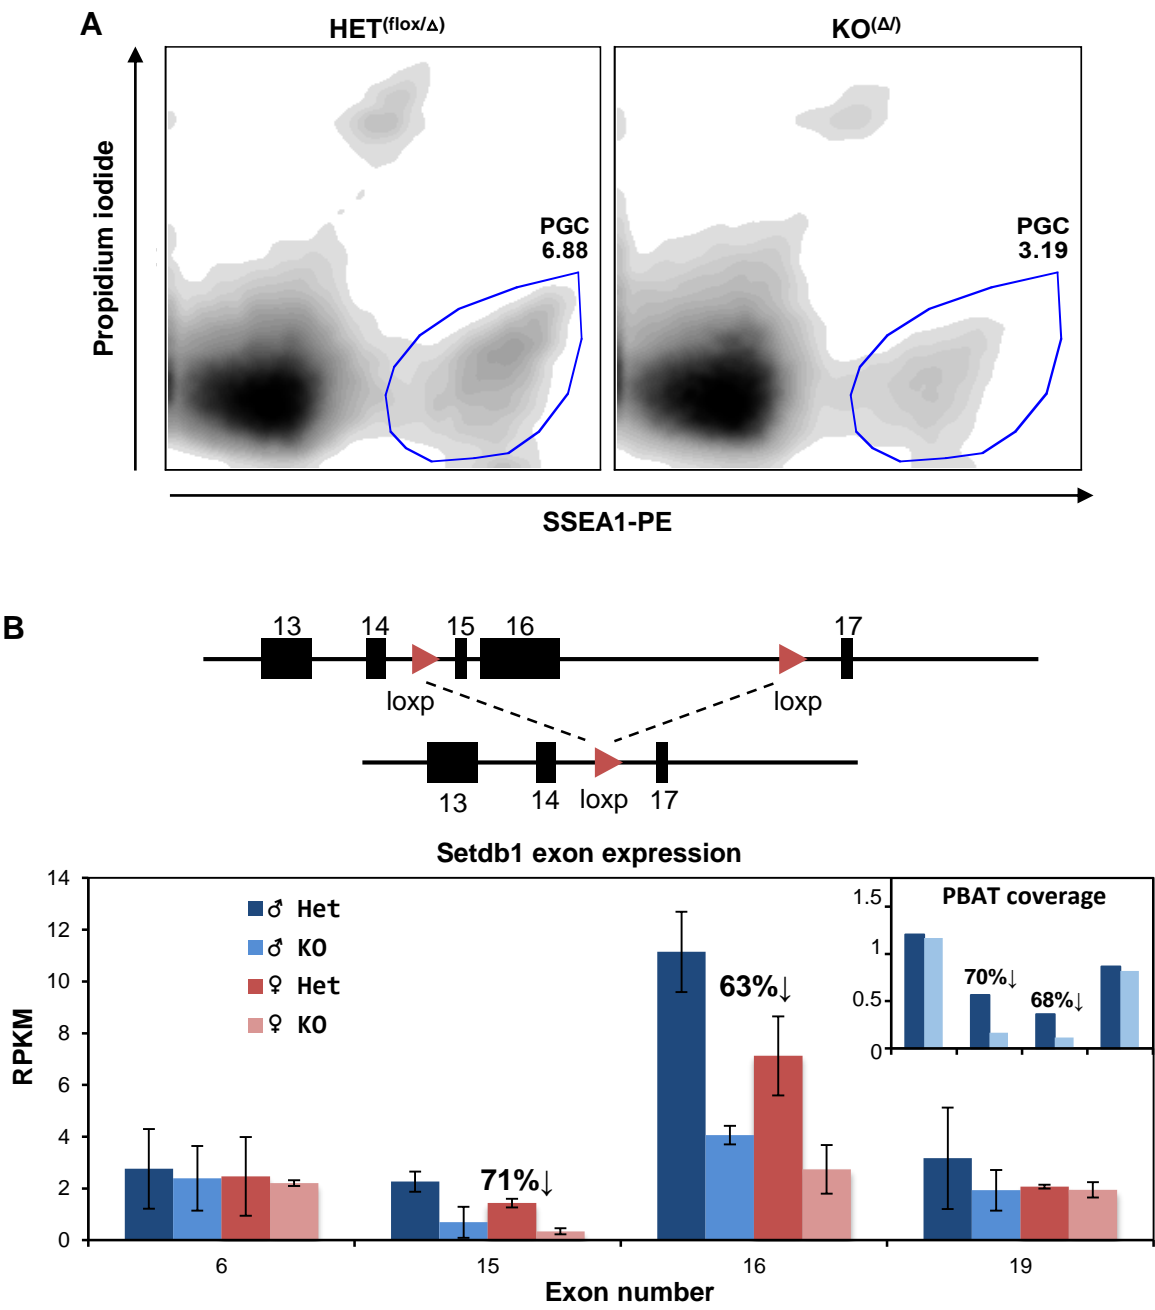 A
HET(flox/Δ)
KO(Δ/)
Propidium iodide
PGC
6.88
PGC
3.19
SSEA1-PE
B
13 14 15 16 17
loxp loxp
13 14 loxp 17
Setdb1 exon expression
14
12
10
8
6
4
2
0
RPKM
♂ Het
♂ KO
♀ Het
♀ KO
71%↓
63%↓
PBAT coverage
1.5
1
0.5
0
70%↓
68%↓
6 15 16 19
Exon number